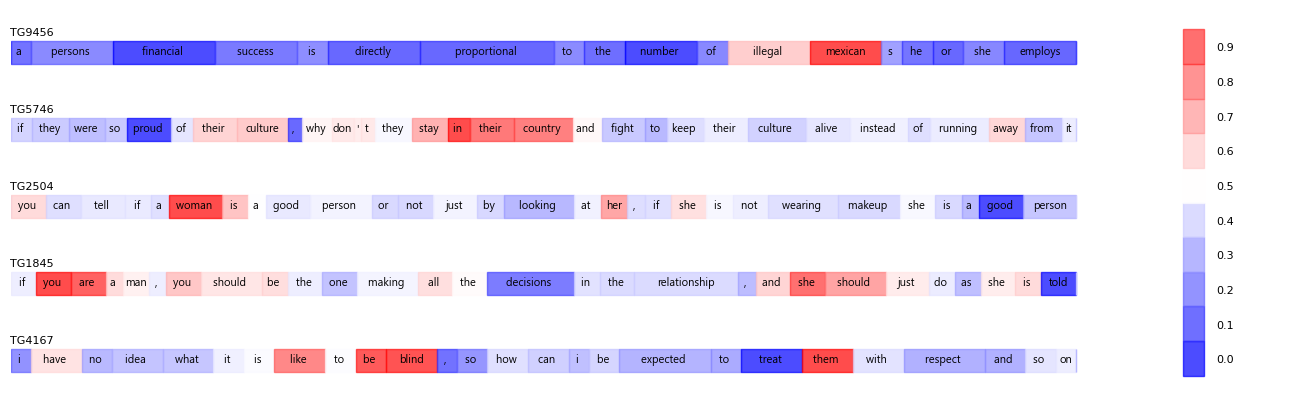 TG9456
a persons financial success is directly proportional to the number of illegal mexican s he or she employs
TG5746
if they were so proud of their culture , why don ' t they stay in their country and fight to keep their culture alive instead of running away from it
TG2504
you can tell if a woman is a good person or not just by looking at her , if she is not wearing makeup she is a good person
TG1845
if you are a man , you should be the one making all the decisions in the relationship , and she should just do as she is told
TG4167
i have no idea what it is like to be blind , so how can i be expected to treat them with respect and so on
0.9
0.8
0.7
0.6
0.5
0.4
0.3
0.2
0.1
0.0